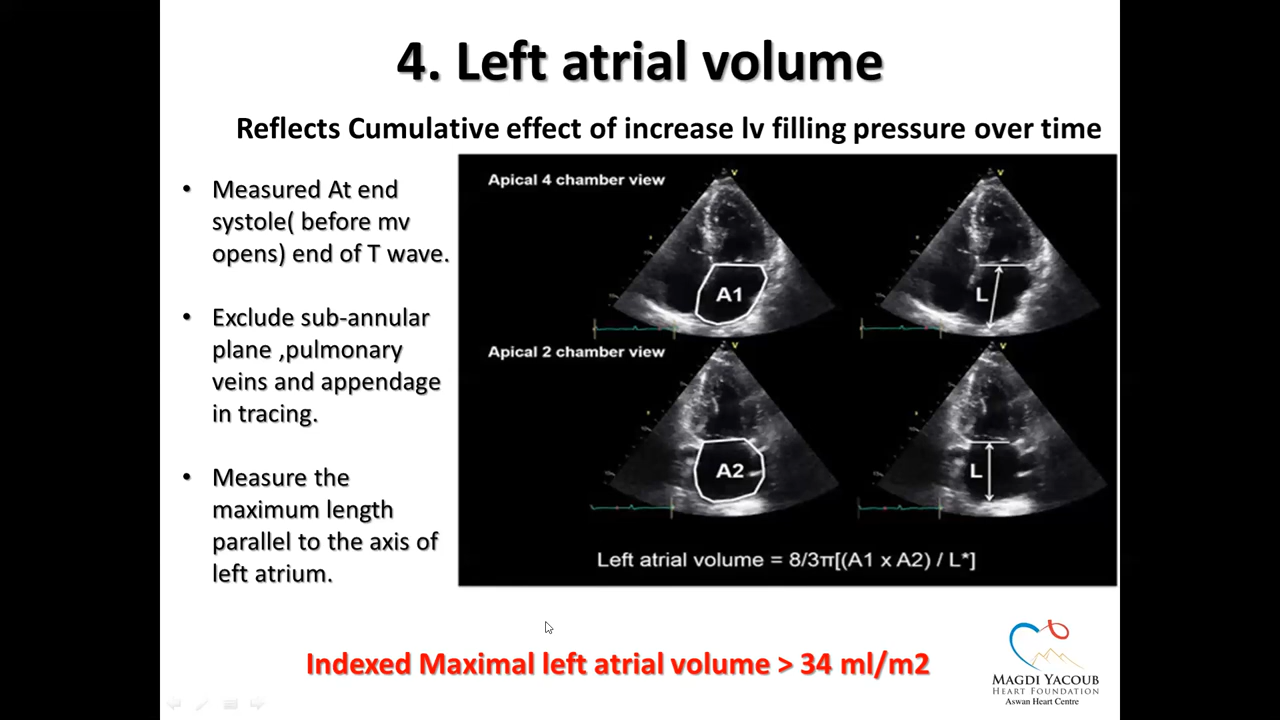 4. Left atrial volume
Reflects Cumulative effect of increase lv filling pressure over time
• Measured At end
systole( before mv
opens) end of T wave.
• Exclude sub-annular
plane ,pulmonary
veins and appendage
in tracing.
• Measure the
maximum length
parallel to the axis of
left atrium.
Apical 4 chamber view
V
V
A1
L
Apical 2 chamber view
V
V
A2
L
Left atrial volume = 8/3π[(A1 x A2) / L*]
Indexed Maximal left atrial volume > 34 ml/m2
MAGDI YACOUB
HEART FOUNDATION
Aswan Heart Centre